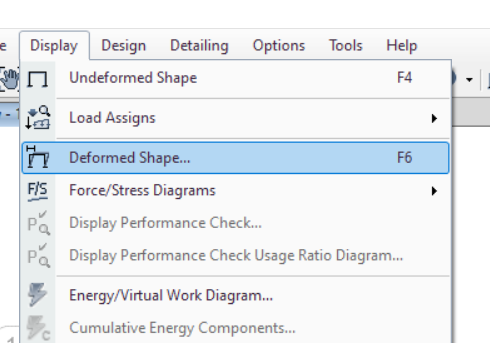 Display Design Detailing Options Tools Help
Undeformed Shape F4
Load Assigns
Deformed Shape... F6
F/S Force/Stress Diagrams
Display Performance Check...
Display Performance Check Usage Ratio Diagram...
Energy/Virtual Work Diagram...
Cumulative Energy Components...